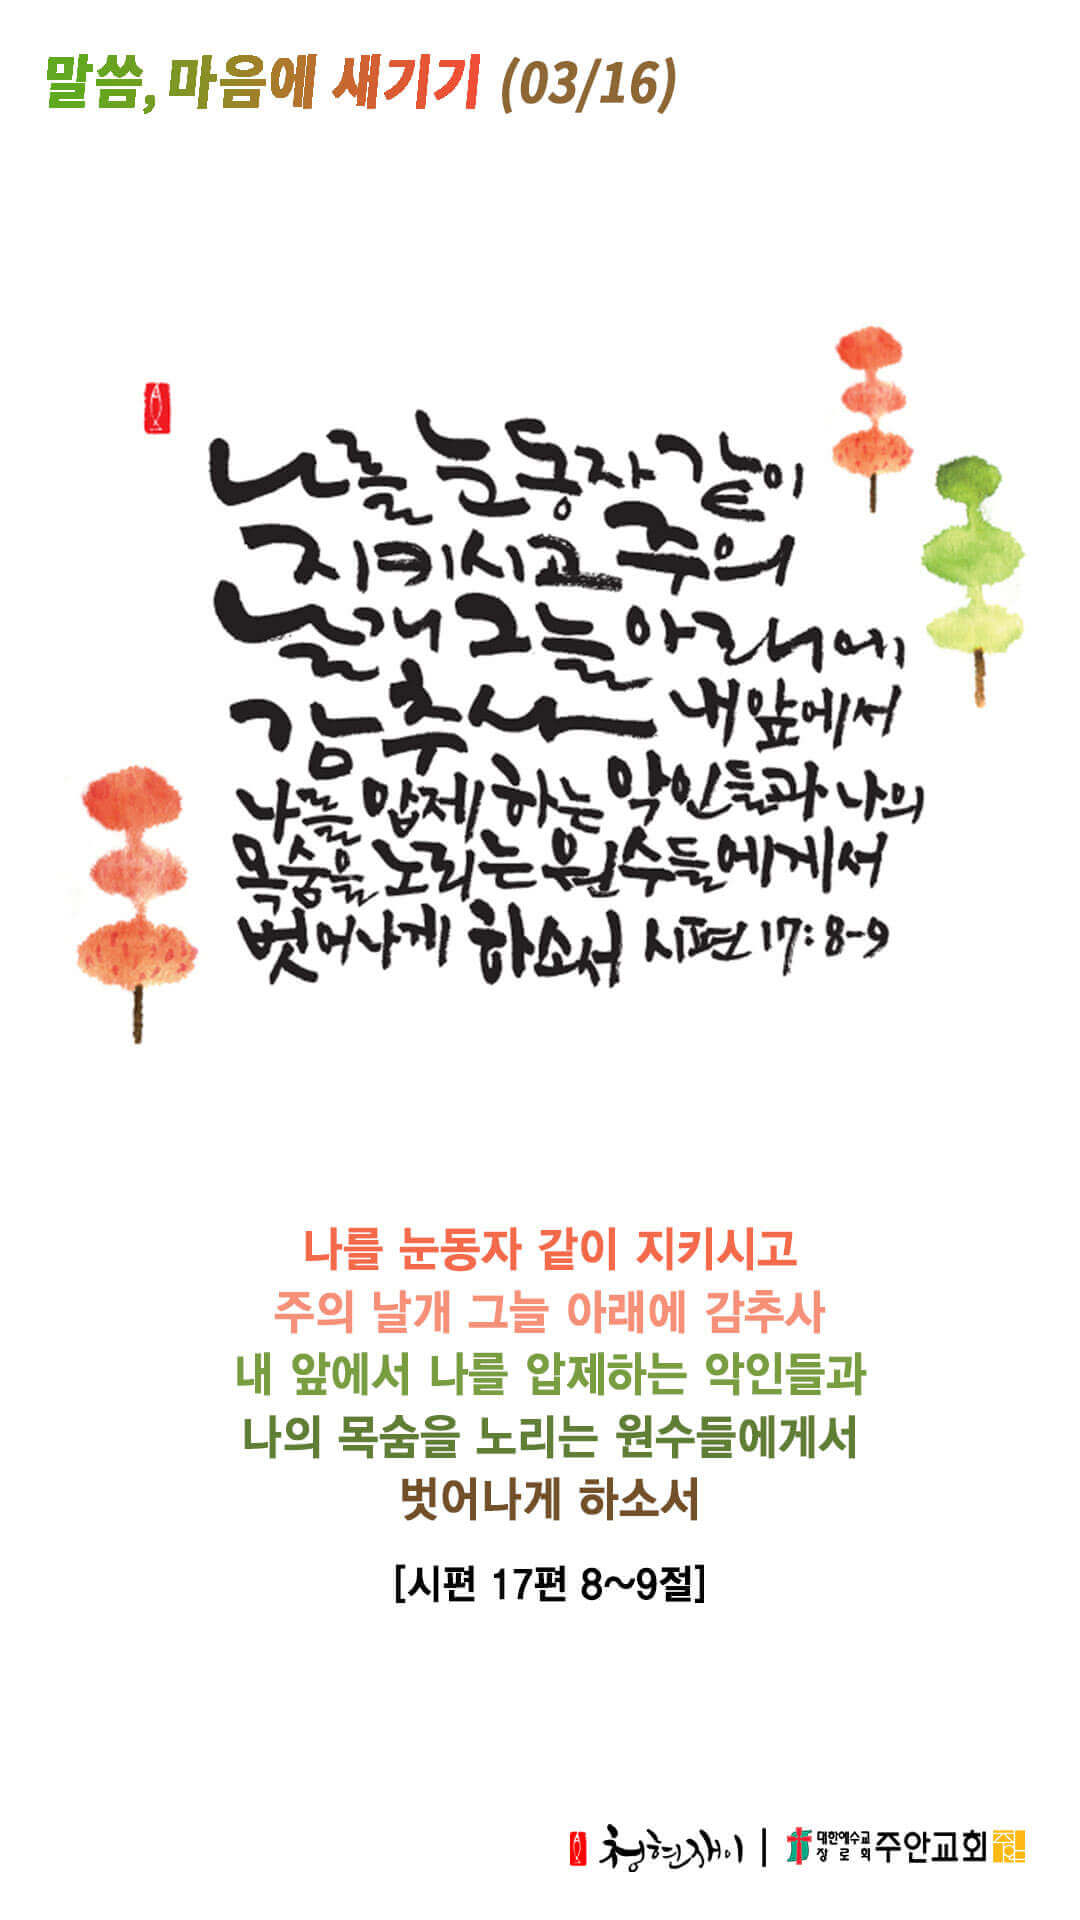 말씀, 마음에 새기기 (03/16)
나를 눈동자 같이
지키시고 주의
날개 그늘 아래에
감추사 내 앞에서
나를 압제하는 악인들과 나의
목숨을 노리는 원수들에게서
벗어나게 하소서 시편 17:8-9
나를 눈동자 같이 지키시고
주의 날개 그늘 아래에 감추사
내 앞에서 나를 압제하는 악인들과
나의 목숨을 노리는 원수들에게서
벗어나게 하소서
[시편 17편 8~9절]
청현재이 | 대한예수교 장로회 주안교회